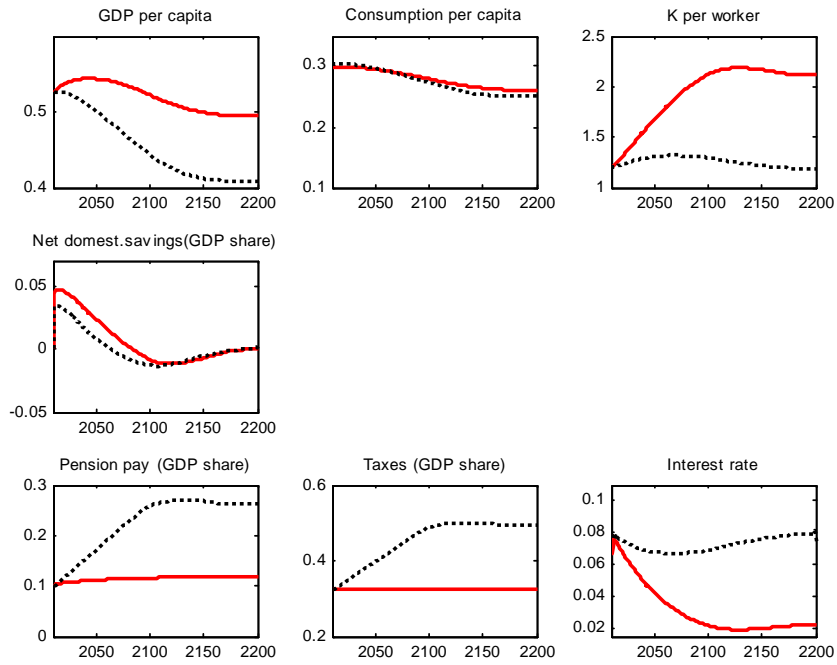 GDP per capita
Consumption per capita
K per worker
0.5
0.4
2050 2100 2150 2200
0.3
0.2
0.1
2050 2100 2150 2200
2.5
2
1.5
1
2050 2100 2150 2200
Net domest.savings(GDP share)
0.05
0
-0.05
2050 2100 2150 2200
Pension pay (GDP share)
Taxes (GDP share)
Interest rate
0.3
0.2
0.1
0
2050 2100 2150 2200
0.6
0.4
0.2
2050 2100 2150 2200
0.1
0.08
0.06
0.04
0.02
2050 2100 2150 2200